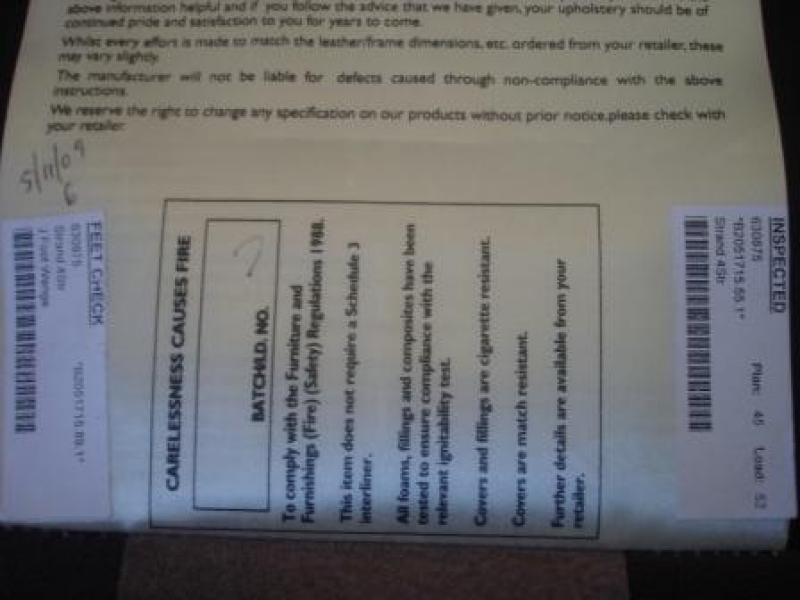 above information helpful and if you follow the advice that we have given, your upholstery should be of
continued pride and satisfaction to you for years to come.
Whilst every effort is made to match the leather/frame dimensions, etc. ordered from your retailer, these
may vary slightly.
The manufacturer will not be liable for defects caused through non-compliance with the above
instructions.
We reserve the right to change any specification on our products without prior notice, please check with
your retailer.
5/11/09
6
FEET CHECK
630875
*82051715.89.1*
Strand 4Str
CARELESSNESS CAUSES FIRE
BATCH/I.D. NO.
To comply with the Furniture and
Furnishings (Fire) (Safety) Regulations 1988.
This item does not require a Schedule 3
interliner.
All foams, fillings and composites have been
tested to ensure compliance with the
relevant ignitability test.
Covers and fillings are cigarette resistant.
Covers are match resistant.
Further details are available from your
retailer.
INSPECTED
630875 Plan: 46 Load: 52
*82051715.55.1*
Strand 4Str